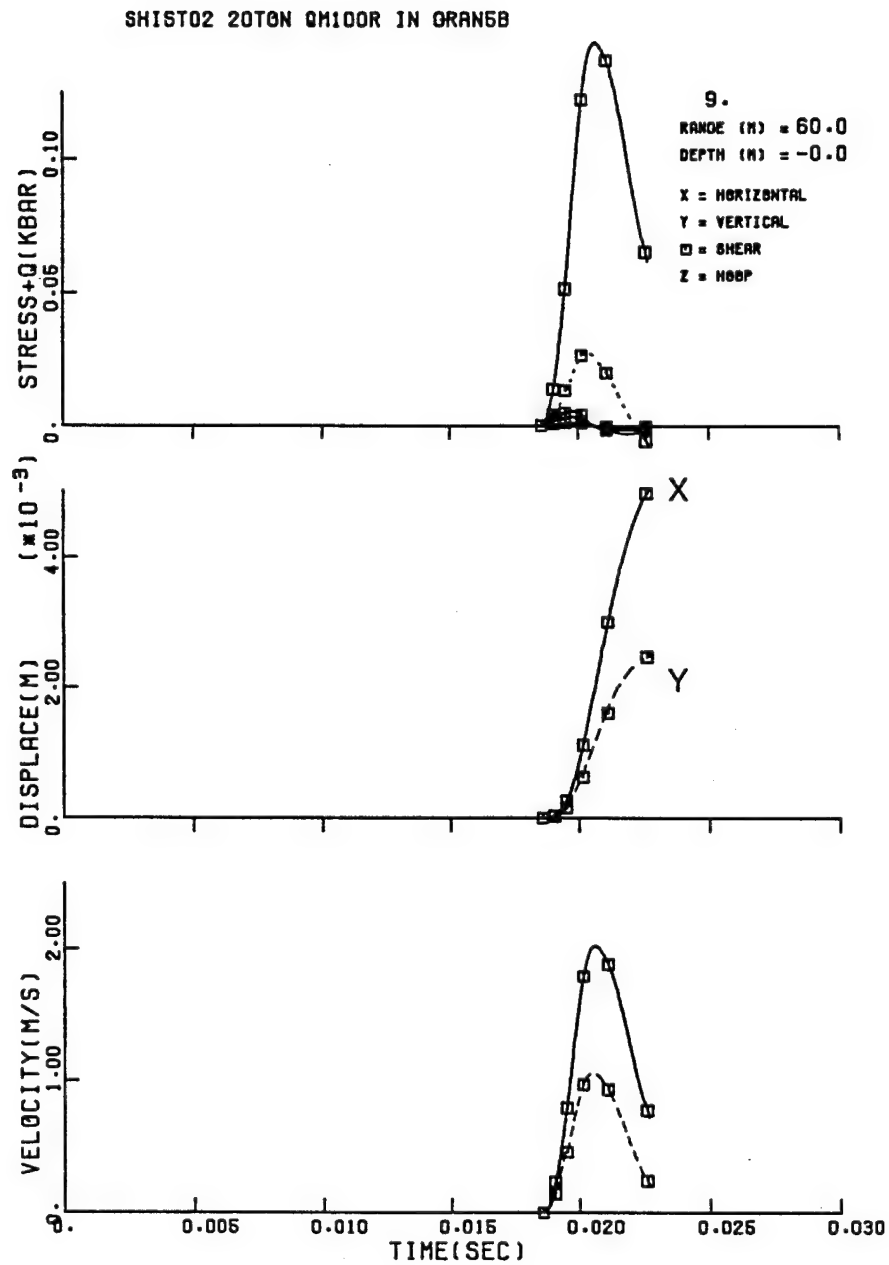 SHIST02 20TON QM100R IN GRAN5B
9.
RANGE (M) = 60.0
DEPTH (M) = -0.0
X = HORIZONTAL
Y = VERTICAL
= SHEAR
Z = HOOP
STRESS+Q(KBAR)
0.10
0.05
0.
DISPLACE(M) (*10⁻³)
4.00
2.00
0.
X
Y
VELOCITY(M/S)
2.00
1.00
0.
0. 0.005 0.010 0.015 0.020 0.025 0.030
TIME(SEC)